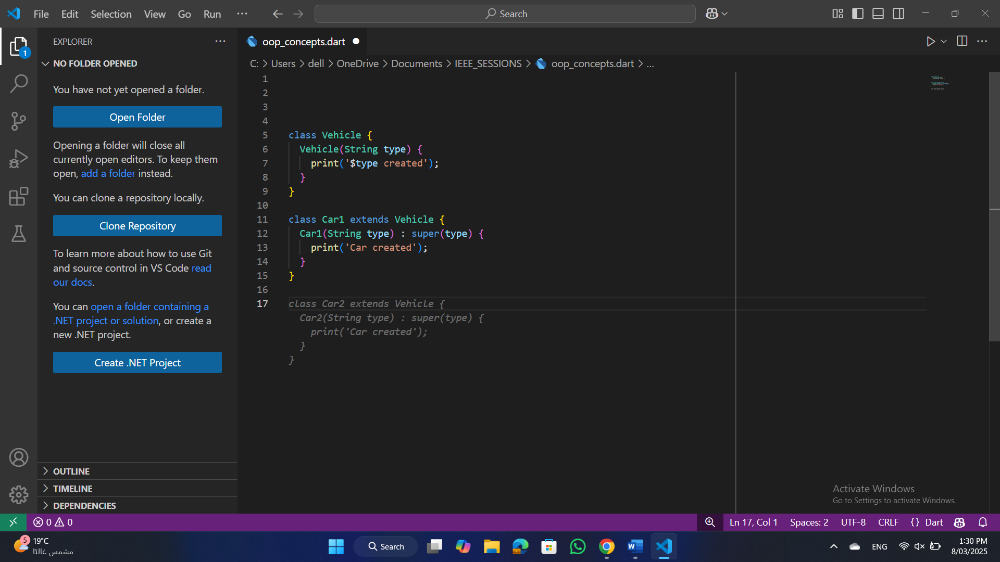 File Edit Selection View Go Run ···
Search
EXPLORER
NO FOLDER OPENED
You have not yet opened a folder.
Open Folder
Opening a folder will close all
currently open editors. To keep them
open, add a folder instead.
You can clone a repository locally.
Clone Repository
To learn more about how to use Git
and source control in VS Code read
our docs.
You can open a folder containing a
.NET project or solution, or create a
new .NET project.
Create .NET Project
OUTLINE
TIMELINE
DEPENDENCIES
1
oop_concepts.dart
C: > Users > dell > OneDrive > Documents > IEEE_SESSIONS > oop_concepts.dart > ...
1
2
3
4
5 class Vehicle {
6 Vehicle(String type) {
7 print('$type created');
8 }
9 }
10
11 class Car1 extends Vehicle {
12 Car1(String type) : super(type) {
13 print('Car created');
14 }
15 }
16
17 class Car2 extends Vehicle {
Car2(String type) : super(type) {
print('Car created');
}
}
Activate Windows
Go to Settings to activate Windows.
0 0
Ln 17, Col 1 Spaces: 2 UTF-8 CRLF {} Dart
5
19°C
مشمس غالبًا
Search
ENG
1:30 PM
8/03/2025